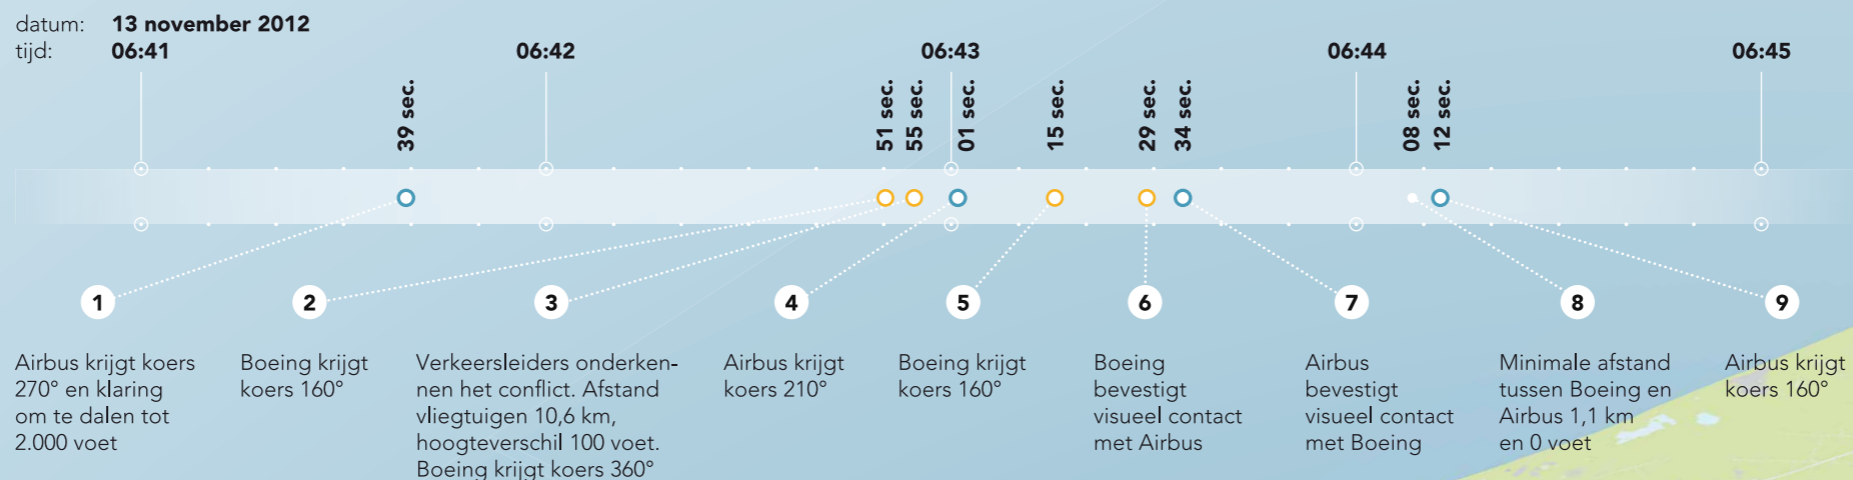 datum: 13 november 2012
tijd: 06:41 06:42 06:43 06:44 06:45
39 sec. 51 sec. 55 sec. 01 sec. 15 sec. 29 sec. 34 sec. 08 sec. 12 sec.
1 2 3 4 5 6 7 8 9
Airbus krijgt koers
270° en klaring
om te dalen tot
2.000 voet
Boeing krijgt
koers 160°
Verkeersleiders onderken-
nen het conflict. Afstand
vliegtuigen 10,6 km,
hoogteverschil 100 voet.
Boeing krijgt koers 360°
Airbus krijgt
koers 210°
Boeing krijgt
koers 160°
Boeing
bevestigt
visueel contact
met Airbus
Airbus
bevestigt
visueel contact
met Boeing
Minimale afstand
tussen Boeing en
Airbus 1,1 km
en 0 voet
Airbus krijgt
koers 160°